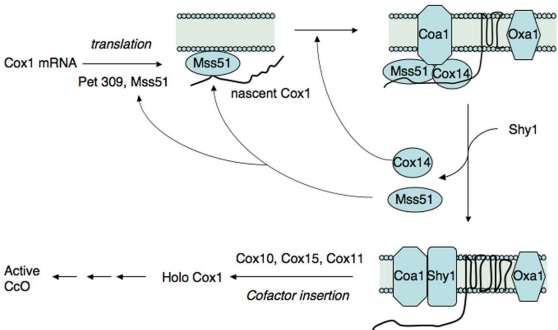 translation
Cox1 mRNA
Pet 309, Mss51
Mss51
nascent Cox1
Coa1
Oxa1
Mss51
Cox14
Shy1
Cox14
Mss51
Cox10, Cox15, Cox11
Cofactor insertion
Coa1
Shy1
Oxa1
Holo Cox1
Active
CcO